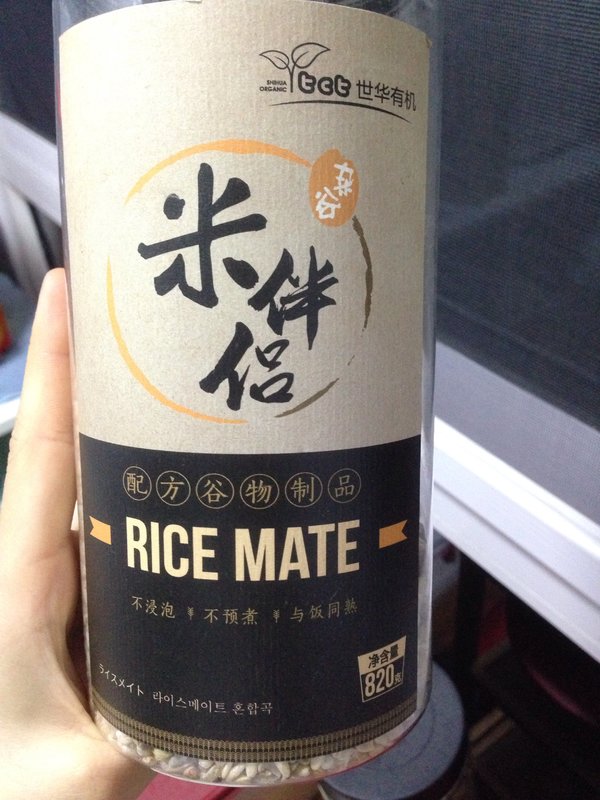 SHIHUA
ORGANIC
世华有机
杂谷
米伴侣
配方谷物制品
RICE MATE
不浸泡 不预煮 与饭同熟
净含量
820克
ライスメイト 라이스메이트 혼합곡